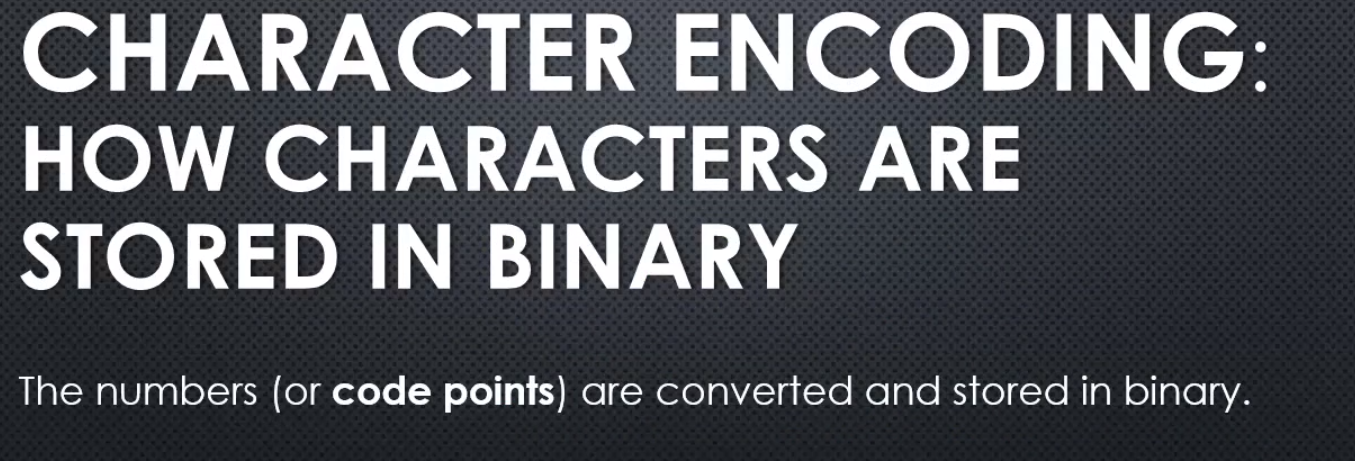 CHARACTER ENCODING:
HOW CHARACTERS ARE
STORED IN BINARY
The numbers (or code points) are converted and stored in binary.